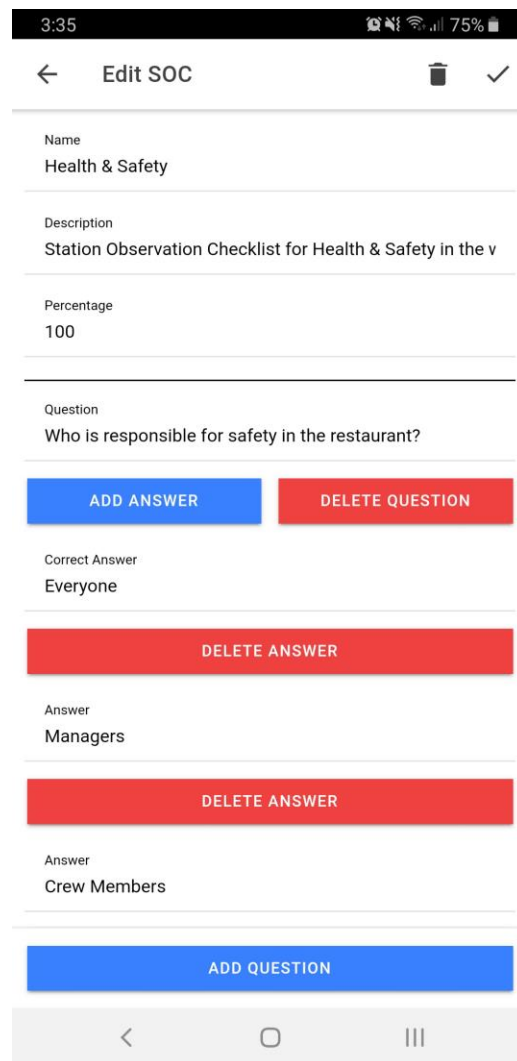 3:35 75%
Edit SOC
Name
Health & Safety
Description
Station Observation Checklist for Health & Safety in the
Percentage
100
Question
Who is responsible for safety in the restaurant?
ADD ANSWER DELETE QUESTION
Correct Answer
Everyone
DELETE ANSWER
Answer
Managers
DELETE ANSWER
Answer
Crew Members
ADD QUESTION